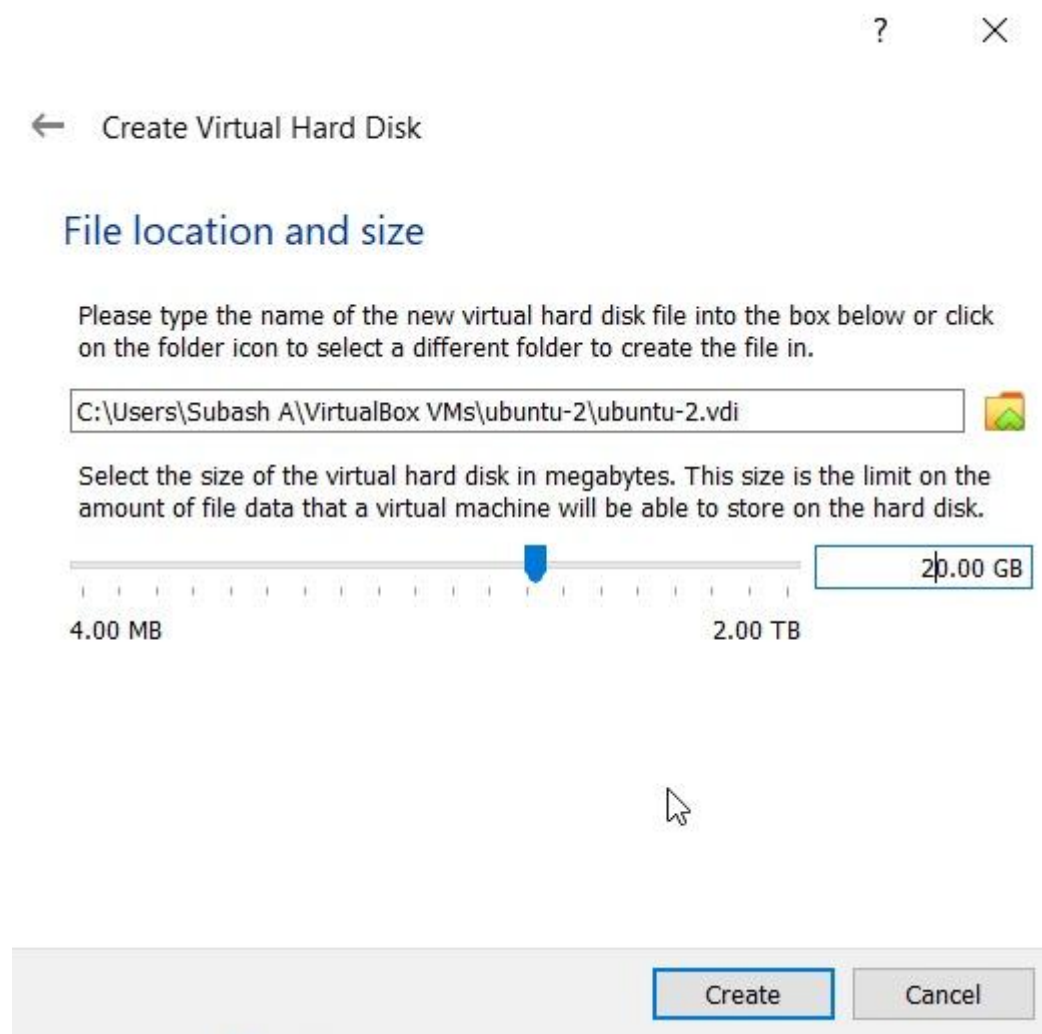 ?
Create Virtual Hard Disk
File location and size
Please type the name of the new virtual hard disk file into the box below or click
on the folder icon to select a different folder to create the file in.
C:\Users\Subash A\VirtualBox VMs\ubuntu-2\ubuntu-2.vdi
Select the size of the virtual hard disk in megabytes. This size is the limit on the
amount of file data that a virtual machine will be able to store on the hard disk.
20.00 GB
4.00 MB 2.00 TB
Create Cancel